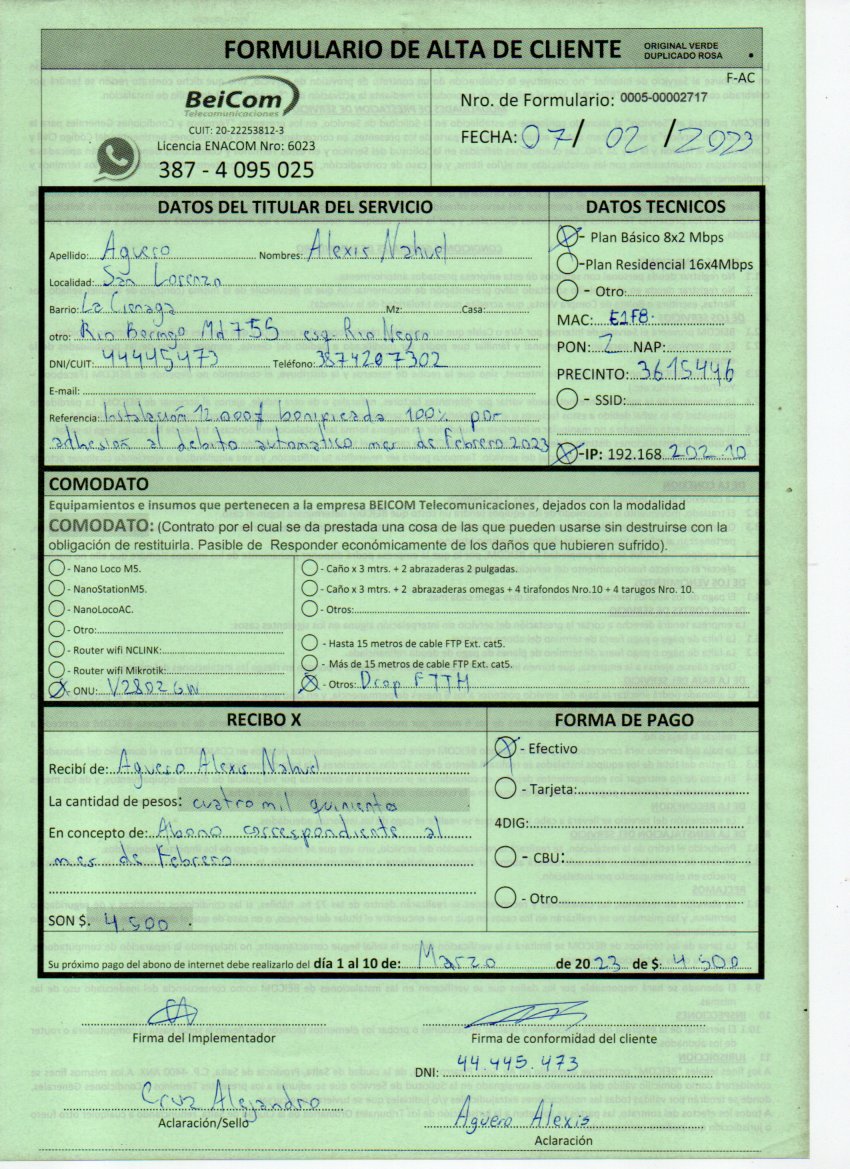 FORMULARIO DE ALTA DE CLIENTE
ORIGINAL VERDE
DUPLICADO ROSA
F-AC
BeiCom
Telecomunicaciones
CUIT: 20-22253812-3
Licencia ENACOM Nro: 6023
387 - 4 095 025
Nro. de Formulario: 0005-00002717
FECHA: 07/ 02 /2023
DATOS DEL TITULAR DEL SERVICIO
Apellido: Aguero Nombres: Alexis Nahuel
Localidad: San Lorenzo
Barrio: La Cienaga Mz: Casa:
otro: Rio Bermejo Md 755 esq. Rio Negro
DNI/CUIT: 44445473 Teléfono: 3874207302
E-mail:
Referencia: Instalación 12.000$ bonificada 100% por
adhesion al debito automatico mes de Febrero 2023
DATOS TECNICOS
- Plan Básico 8x2 Mbps
-Plan Residencial 16x4Mbps
- Otro:
MAC: E1F8
PON: 2 NAP:
PRECINTO: 3615446
- SSID:
-IP: 192.168. 202.10
COMODATO
Equipamientos e insumos que pertenecen a la empresa BEICOM Telecomunicaciones, dejados con la modalidad
COMODATO: (Contrato por el cual se da prestada una cosa de las que pueden usarse sin destruirse con la
obligación de restituirla. Pasible de Responder económicamente de los daños que hubieren sufrido).
- Nano Loco M5.
- NanoStationM5.
- NanoLocoAC.
- Otro:
- Router wifi NCLINK:
- Router wifi Mikrotik:
- ONU: V2802GW
- Caño x 3 mtrs. + 2 abrazaderas 2 pulgadas.
- Caño x 3 mtrs. + 2 abrazaderas omegas + 4 tirafondos Nro.10 + 4 tarugos Nro. 10.
- Otros:
- Hasta 15 metros de cable FTP Ext. cat5.
- Más de 15 metros de cable FTP Ext. cat5.
- Otros: Drop FTTH
RECIBO X
Recibí de: Aguero Alexis Nahuel
La cantidad de pesos: cuatro mil quinientos
En concepto de: Abono correspondiente al
mes de Febrero
SON $. 4.500.
FORMA DE PAGO
- Efectivo
- Tarjeta:
4DIG:
- CBU:
- Otro
Su próximo pago del abono de internet debe realizarlo del día 1 al 10 de: Marzo de 20 23 de $: 4.500
Firma del Implementador
Firma de conformidad del cliente
DNI: 44.445.473
Cruz Alejandro
Aclaración/Sello
Aguero Alexis
Aclaración